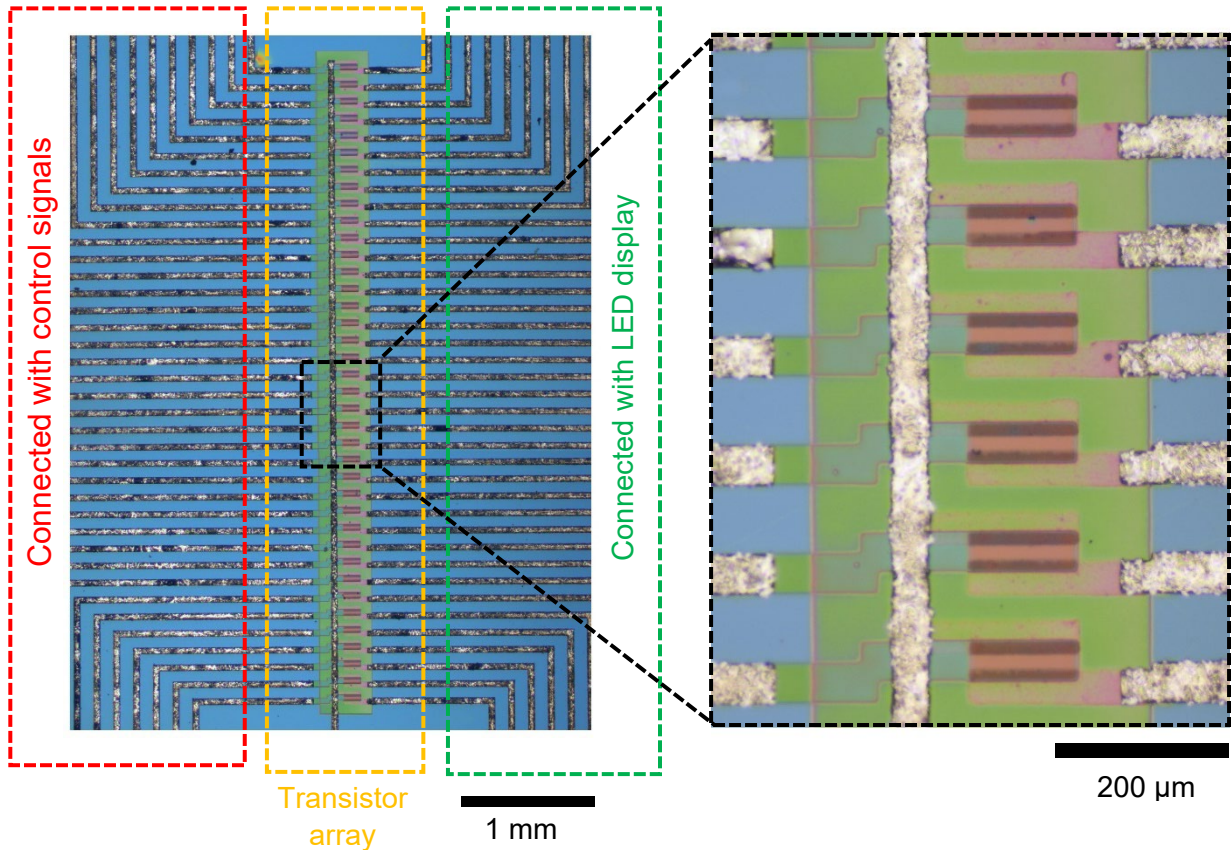 Connected with control signals
Transistor
array
Connected with LED display
1 mm
200 µm